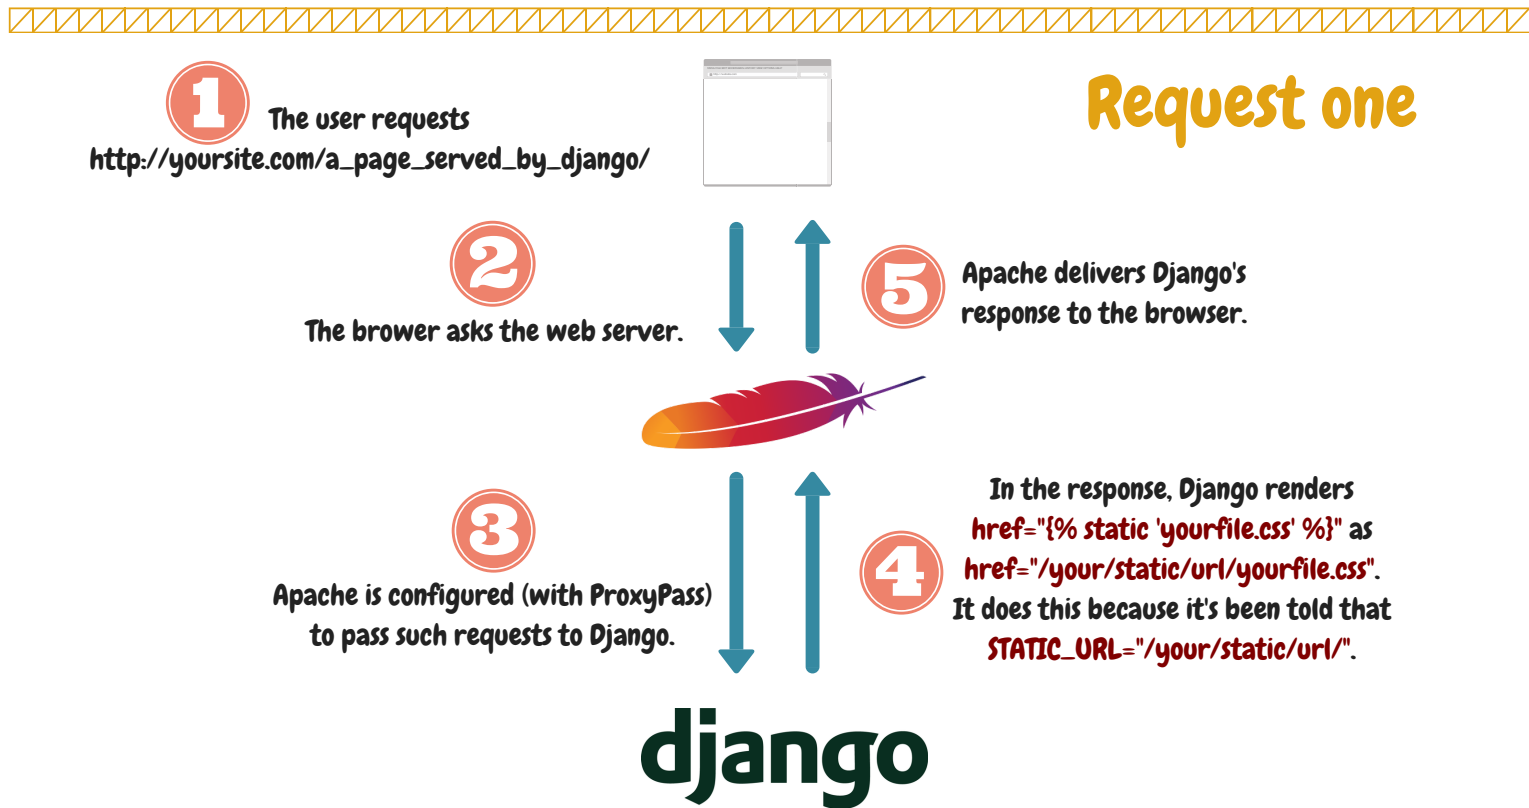 Request one
1
The user requests
http://yoursite.com/a_page_served_by_django/
2
The brower asks the web server.
3
Apache is configured (with ProxyPass)
to pass such requests to Django.
4
In the response, Django renders
href="{% static 'yourfile.css' %}" as
href="/your/static/url/yourfile.css".
It does this because it's been told that
STATIC_URL="/your/static/url/".
5
Apache delivers Django's
response to the browser.
django